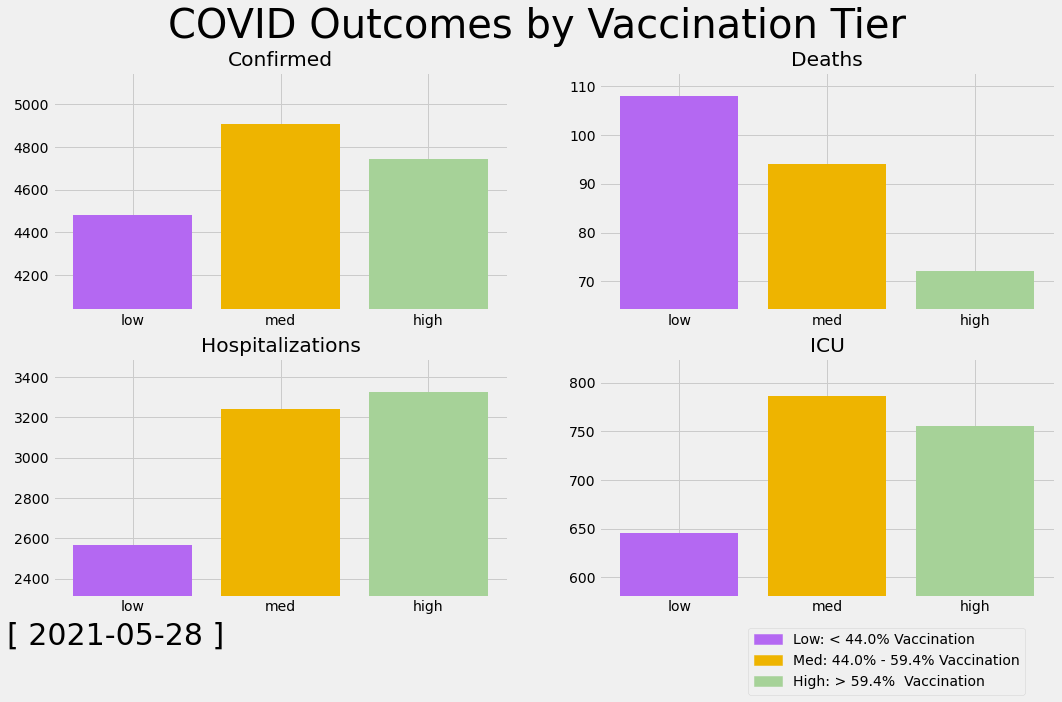 COVID Outcomes by Vaccination Tier
Confirmed
5000
4800
4600
4400
4200
low med high
Deaths
110
100
90
80
70
low med high
Hospitalizations
3400
3200
3000
2800
2600
2400
low med high
ICU
800
750
700
650
600
low med high
[ 2021-05-28 ]
Low: < 44.0% Vaccination
Med: 44.0% - 59.4% Vaccination
High: > 59.4%  Vaccination